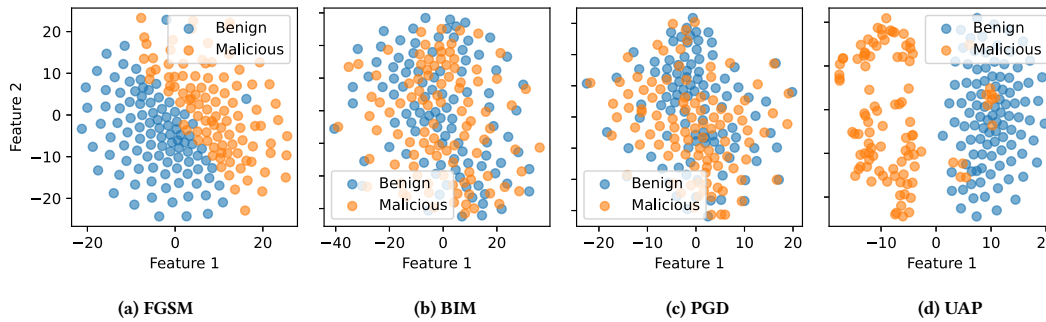 Feature 2
20
10
0
−10
−20
Benign
Malicious
−20 0 20
Feature 1
(a) FGSM
Benign
Malicious
−40 −20 0 20
Feature 1
(b) BIM
Benign
Malicious
−20 −10 0 10 20
Feature 1
(c) PGD
Benign
Malicious
−10 0 10 20
Feature 1
(d) UAP